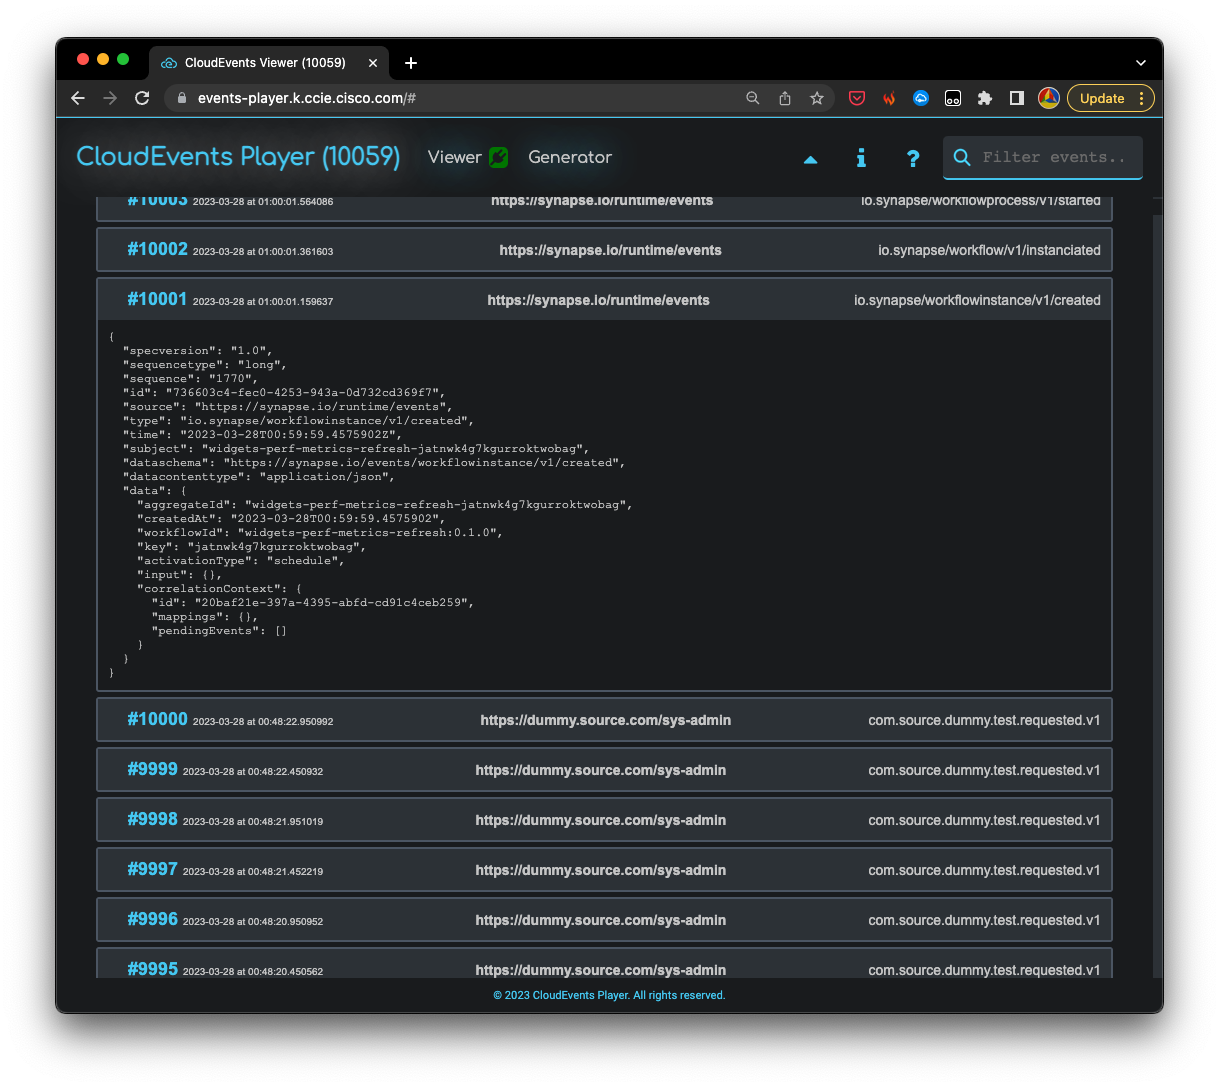 CloudEvents Viewer (10059)
events-player.k.ccie.cisco.com/#
Update
CloudEvents Player (10059) Viewer Generator Filter events..
#10003 2023-03-28 at 01:00:01.564086 https://synapse.io/runtime/events io.synapse/workflowprocess/v1/started
#10002 2023-03-28 at 01:00:01.361603 https://synapse.io/runtime/events io.synapse/workflow/v1/instanciated
#10001 2023-03-28 at 01:00:01.159637 https://synapse.io/runtime/events io.synapse/workflowinstance/v1/created
{
"specversion": "1.0",
"sequencetype": "long",
"sequence": "1770",
"id": "736603c4-fec0-4253-943a-0d732cd369f7",
"source": "https://synapse.io/runtime/events",
"type": "io.synapse/workflowinstance/v1/created",
"time": "2023-03-28T00:59:59.4575902Z",
"subject": "widgets-perf-metrics-refresh-jatnwk4g7kgurroktwobag",
"dataschema": "https://synapse.io/events/workflowinstance/v1/created",
"datacontenttype": "application/json",
"data": {
"aggregateId": "widgets-perf-metrics-refresh-jatnwk4g7kgurroktwobag",
"createdAt": "2023-03-28T00:59:59.4575902",
"workflowId": "widgets-perf-metrics-refresh:0.1.0",
"key": "jatnwk4g7kgurroktwobag",
"activationType": "schedule",
"input": {},
"correlationContext": {
"id": "20baf21e-397a-4395-abfd-cd91c4ceb259",
"mappings": {},
"pendingEvents": []
}
}
}
#10000 2023-03-28 at 00:48:22.950992 https://dummy.source.com/sys-admin com.source.dummy.test.requested.v1
#9999 2023-03-28 at 00:48:22.450932 https://dummy.source.com/sys-admin com.source.dummy.test.requested.v1
#9998 2023-03-28 at 00:48:21.951019 https://dummy.source.com/sys-admin com.source.dummy.test.requested.v1
#9997 2023-03-28 at 00:48:21.452219 https://dummy.source.com/sys-admin com.source.dummy.test.requested.v1
#9996 2023-03-28 at 00:48:20.950952 https://dummy.source.com/sys-admin com.source.dummy.test.requested.v1
#9995 2023-03-28 at 00:48:20.450562 https://dummy.source.com/sys-admin com.source.dummy.test.requested.v1
© 2023 CloudEvents Player. All rights reserved.